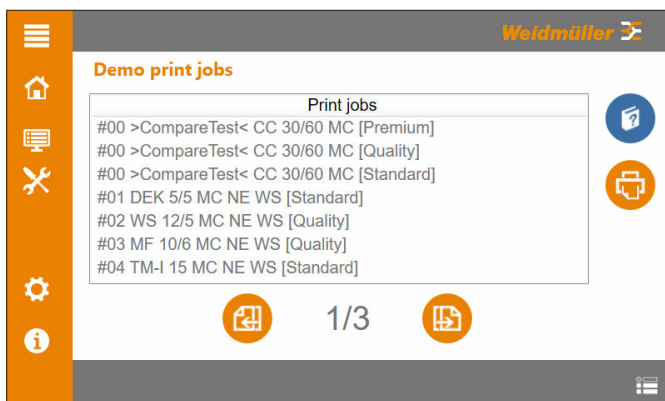 Weidmüller
Demo print jobs
Print jobs
#00 >CompareTest< CC 30/60 MC [Premium]
#00 >CompareTest< CC 30/60 MC [Quality]
#00 >CompareTest< CC 30/60 MC [Standard]
#01 DEK 5/5 MC NE WS [Standard]
#02 WS 12/5 MC NE WS [Quality]
#03 MF 10/6 MC NE WS [Quality]
#04 TM-I 15 MC NE WS [Standard]
1/3